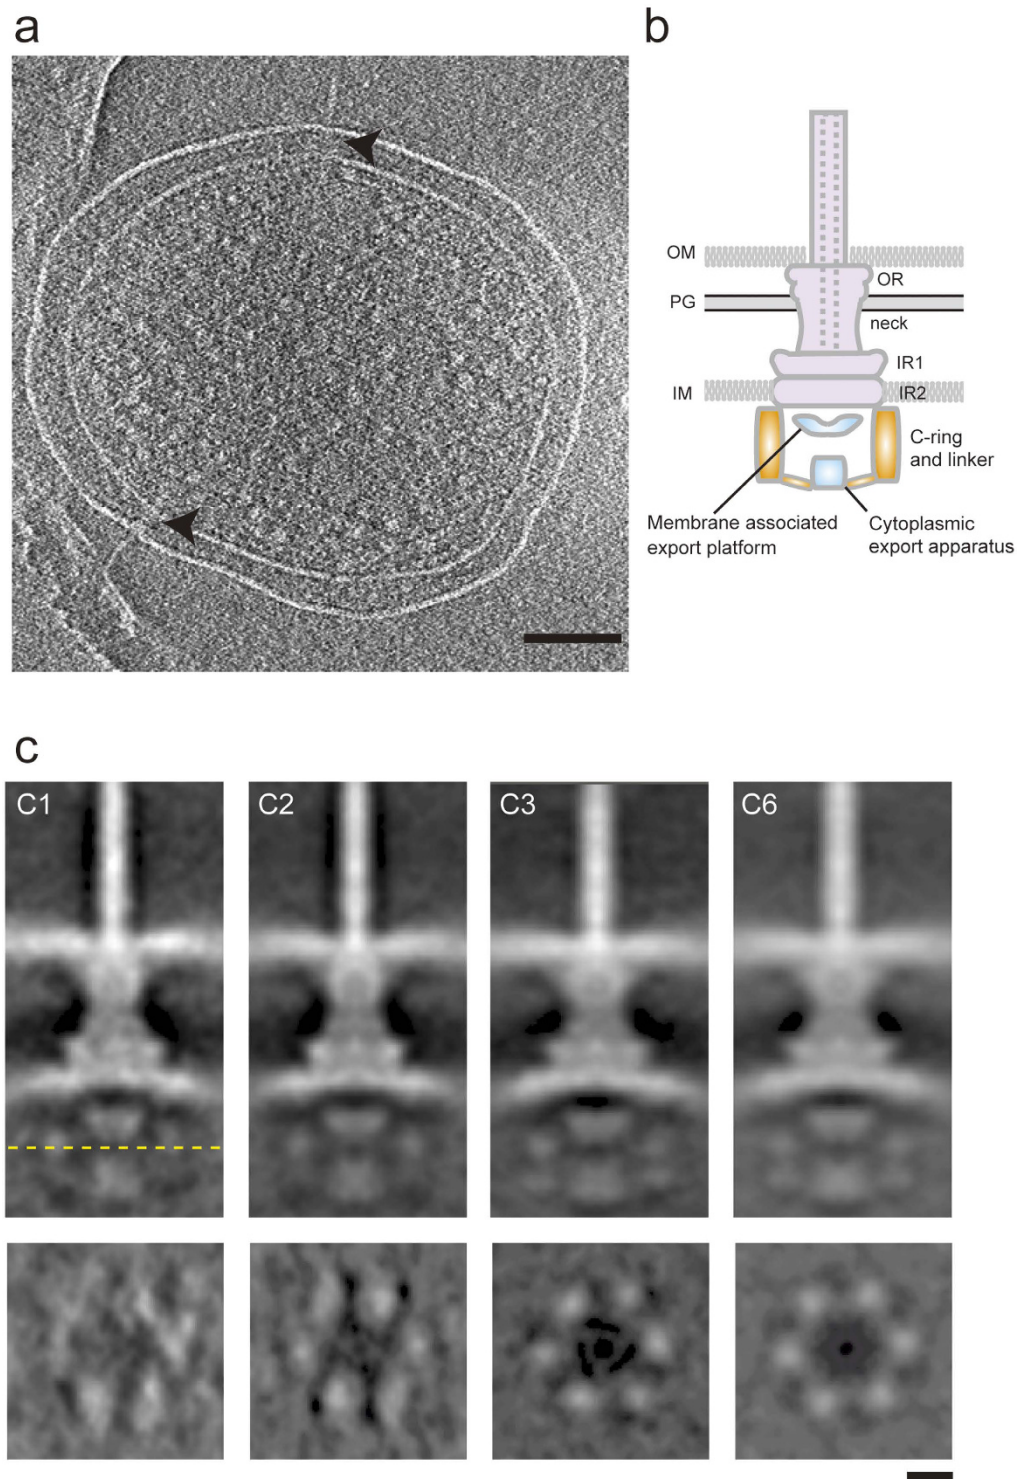 a
b
OM
OR
PG
neck
IR1
IM
IR2
C-ring
and linker
Membrane associated
export platform
Cytoplasmic
export apparatus
c
C1
C2
C3
C6